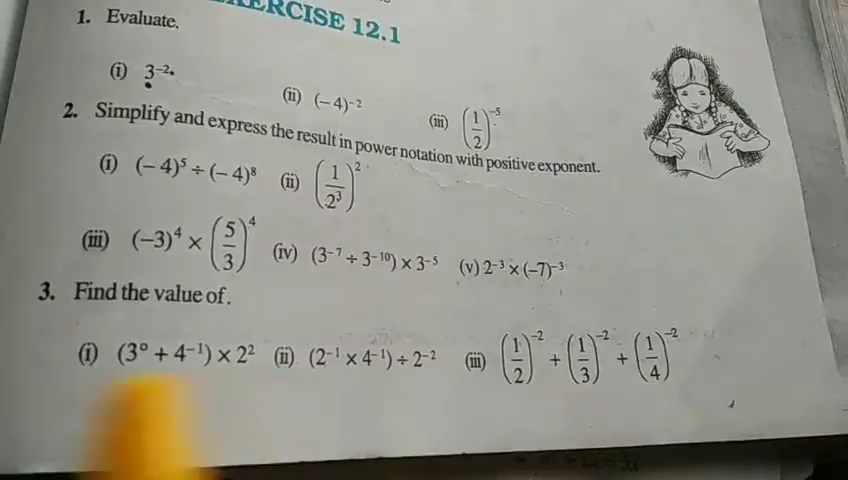 EXERCISE 12.1
1. Evaluate.
(i) 3⁻².
(ii) (– 4)⁻²
(iii) (1/2)⁻⁵
2. Simplify and express the result in power notation with positive exponent.
(i) (– 4)⁵ ÷ (– 4)⁸ (ii) (1/2³)²
(iii) (–3)⁴ × (5/3)⁴ (iv) (3⁻⁷ ÷ 3⁻¹⁰) × 3⁻⁵ (v) 2⁻³ × (–7)⁻³
3. Find the value of.
(i) (3° + 4⁻¹) × 2² (ii) (2⁻¹ × 4⁻¹) ÷ 2⁻² (iii) (1/2)⁻² + (1/3)⁻² + (1/4)⁻²